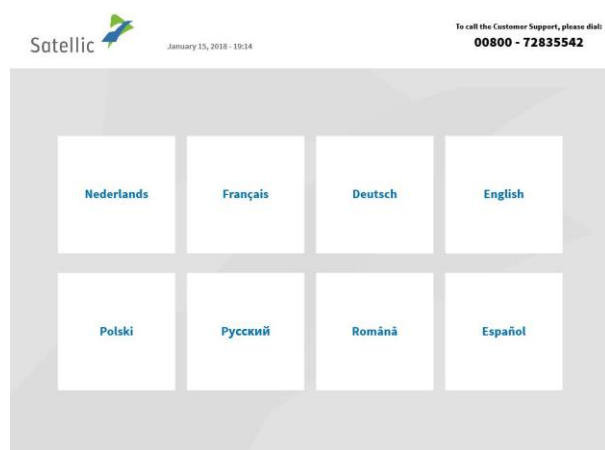 To call the Customer Support, please dial:
Satellic
January 15, 2018 - 19:14
00800 - 72835542
Nederlands
Français
Deutsch
English
Polski
Русский
Română
Español